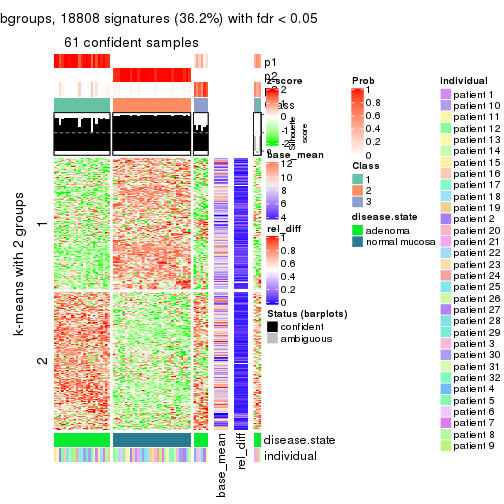 bgroups, 18808 signatures (36.2%) with fdr < 0.05
61 confident samples
p1
p2
z-score
2
1
0
-1
-2
Class
Silhouette
score
base_mean
12
10
8
6
4
rel_diff
1
0.8
0.6
0.4
0.2
0
Status (barplots)
confident
ambiguous
Prob
1
0.8
0.6
0.4
0.2
0
Class
1
2
3
disease.state
adenoma
normal mucosa
individual
patient 1
patient 10
patient 11
patient 12
patient 13
patient 14
patient 15
patient 16
patient 17
patient 18
patient 19
patient 2
patient 20
patient 21
patient 22
patient 23
patient 24
patient 25
patient 26
patient 27
patient 28
patient 29
patient 3
patient 30
patient 31
patient 32
patient 4
patient 5
patient 6
patient 7
patient 8
patient 9
k-means with 2 groups
1
2
base_mean
rel_diff
disease.state
individual